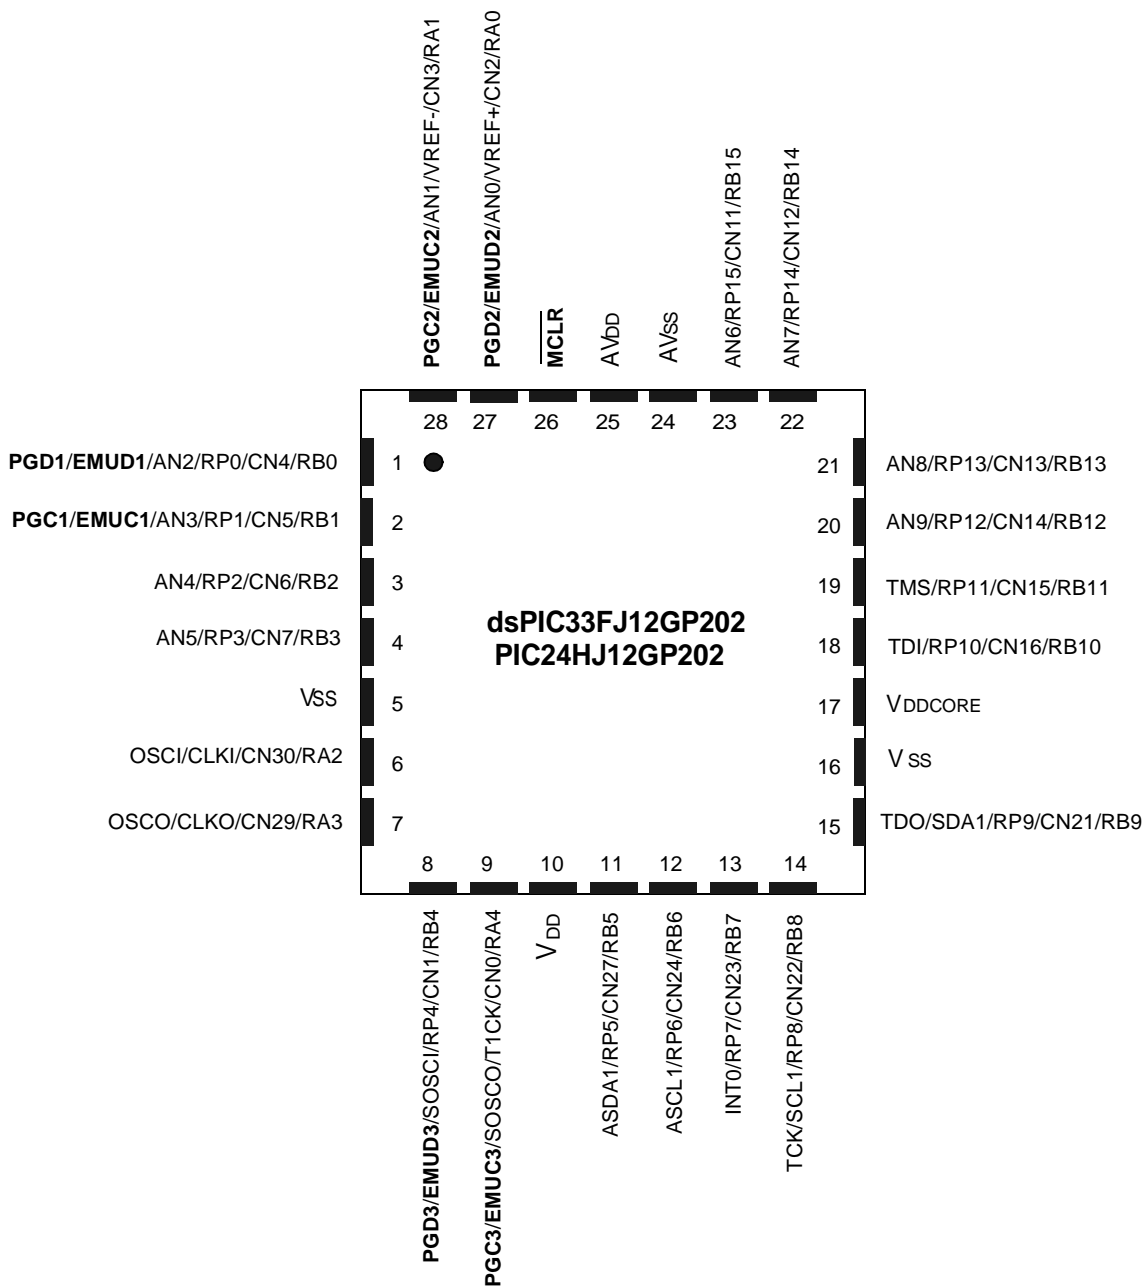 PGC2/EMUC2/AN1/VREF-/CN3/RA1
PGD2/EMUD2/AN0/VREF+/CN2/RA0
MCLR
AVDD
AVSS
AN6/RP15/CN11/RB15
AN7/RP14/CN12/RB14
28 27 26 25 24 23 22
PGD1/EMUD1/AN2/RP0/CN4/RB0 1
PGC1/EMUC1/AN3/RP1/CN5/RB1 2
AN4/RP2/CN6/RB2 3
AN5/RP3/CN7/RB3 4
VSS 5
OSCI/CLKI/CN30/RA2 6
OSCO/CLKO/CN29/RA3 7
dsPIC33FJ12GP202
PIC24HJ12GP202
21 AN8/RP13/CN13/RB13
20 AN9/RP12/CN14/RB12
19 TMS/RP11/CN15/RB11
18 TDI/RP10/CN16/RB10
17 VDDCORE
16 VSS
15 TDO/SDA1/RP9/CN21/RB9
8 9 10 11 12 13 14
PGD3/EMUD3/SOSCI/RP4/CN1/RB4
PGC3/EMUC3/SOSCO/T1CK/CN0/RA4
VDD
ASDA1/RP5/CN27/RB5
ASCL1/RP6/CN24/RB6
INT0/RP7/CN23/RB7
TCK/SCL1/RP8/CN22/RB8